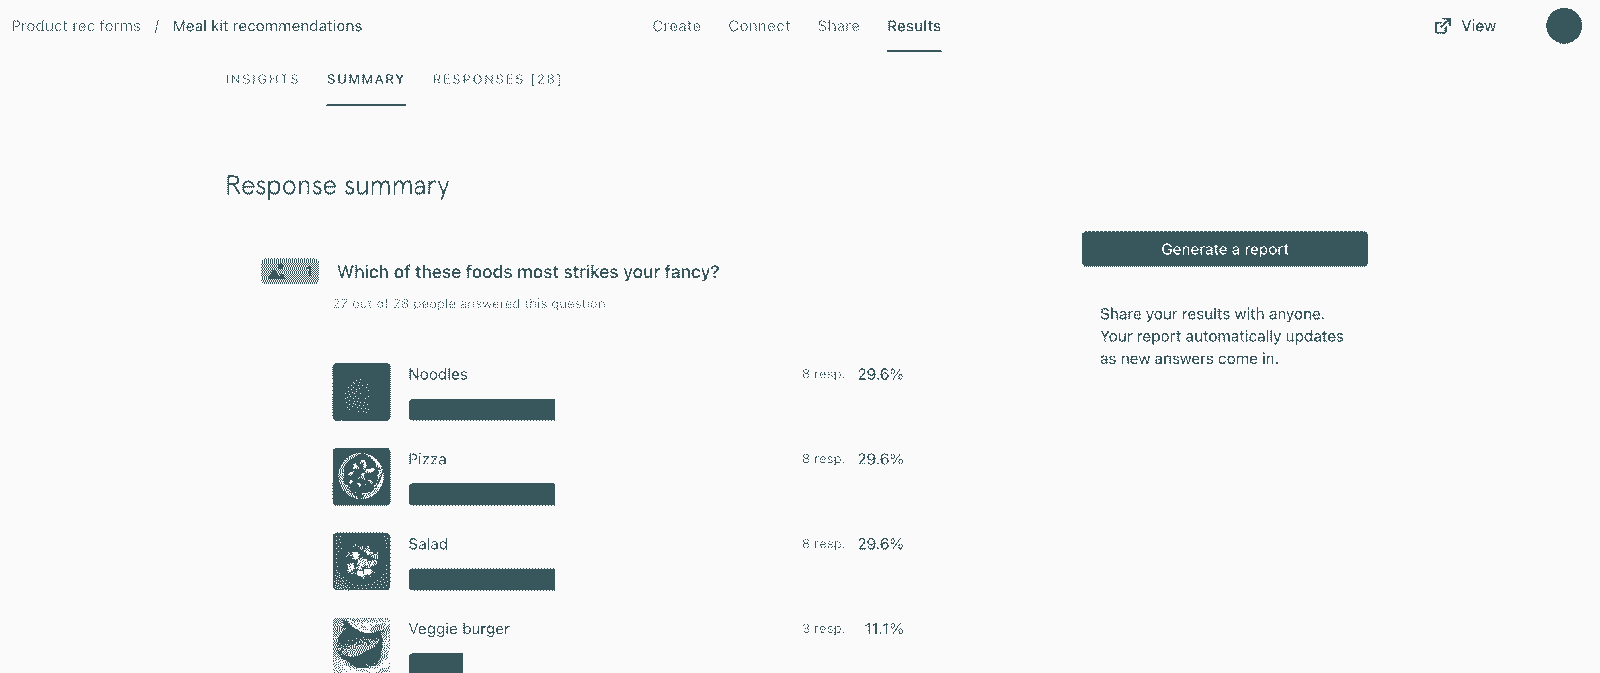 Product rec forms / Meal kit recommendations
Create Connect Share Results
View
INSIGHTS SUMMARY RESPONSES [28]
Response summary
Generate a report
1 Which of these foods most strikes your fancy?
27 out of 28 people answered this question
Share your results with anyone.
Your report automatically updates
as new answers come in.
Noodles 8 resp. 29.6%
Pizza 8 resp. 29.6%
Salad 8 resp. 29.6%
Veggie burger 3 resp. 11.1%